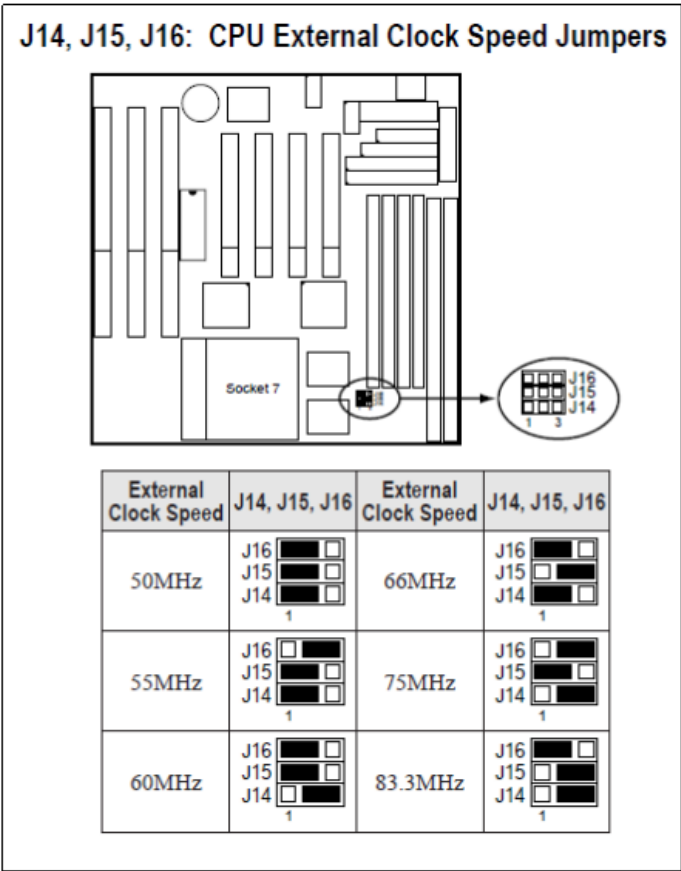 J14, J15, J16: CPU External Clock Speed Jumpers
Socket 7
J16
J15
J14
1 3
External Clock Speed
J14, J15, J16
External Clock Speed
J14, J15, J16
50MHz
J16
J15
J14
1
66MHz
J16
J15
J14
1
55MHz
J16
J15
J14
1
75MHz
J16
J15
J14
1
60MHz
J16
J15
J14
1
83.3MHz
J16
J15
J14
1